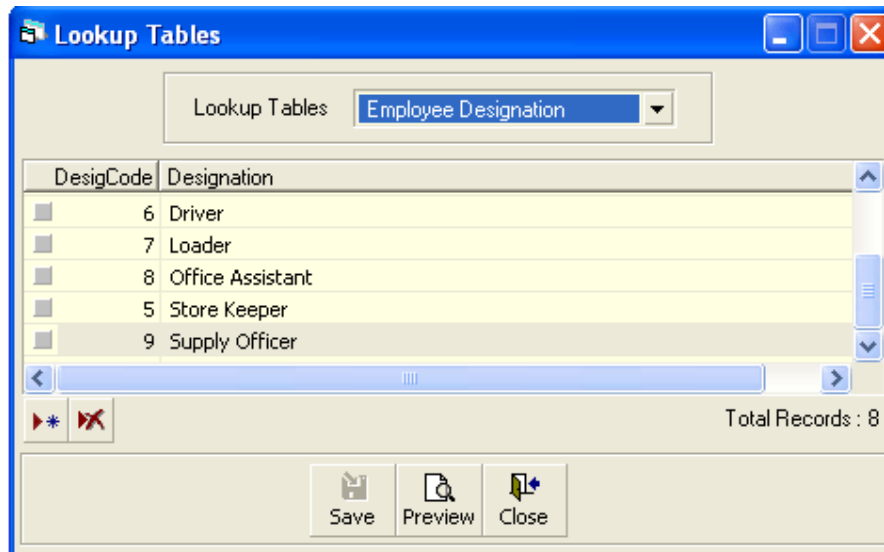 Lookup Tables
Lookup Tables Employee Designation
DesigCode Designation
6 Driver
7 Loader
8 Office Assistant
5 Store Keeper
9 Supply Officer
Total Records : 8
Save Preview Close